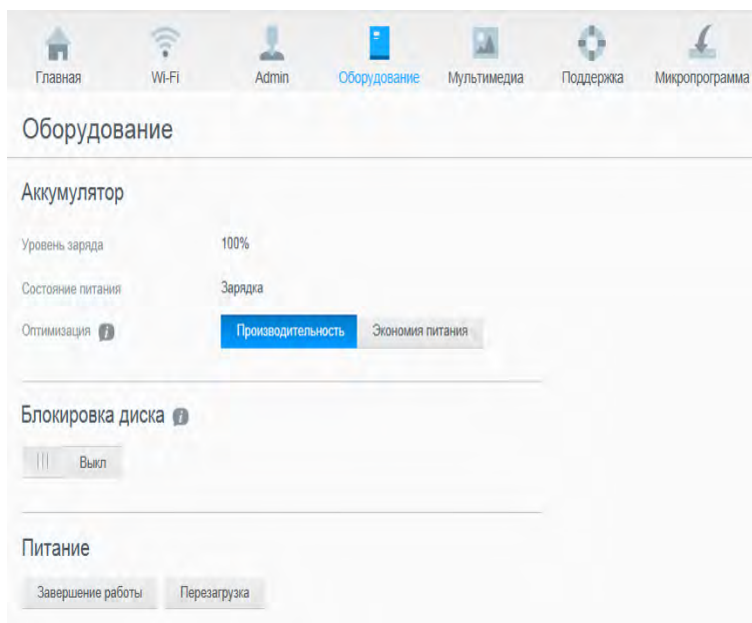 Главная Wi-Fi Admin Оборудование Мультимедиа Поддержка Микропрограмма
Оборудование
Аккумулятор
Уровень заряда 100%
Состояние питания Зарядка
Оптимизация i Производительность Экономия питания
Блокировка диска i
Выкл
Питание
Завершение работы Перезагрузка